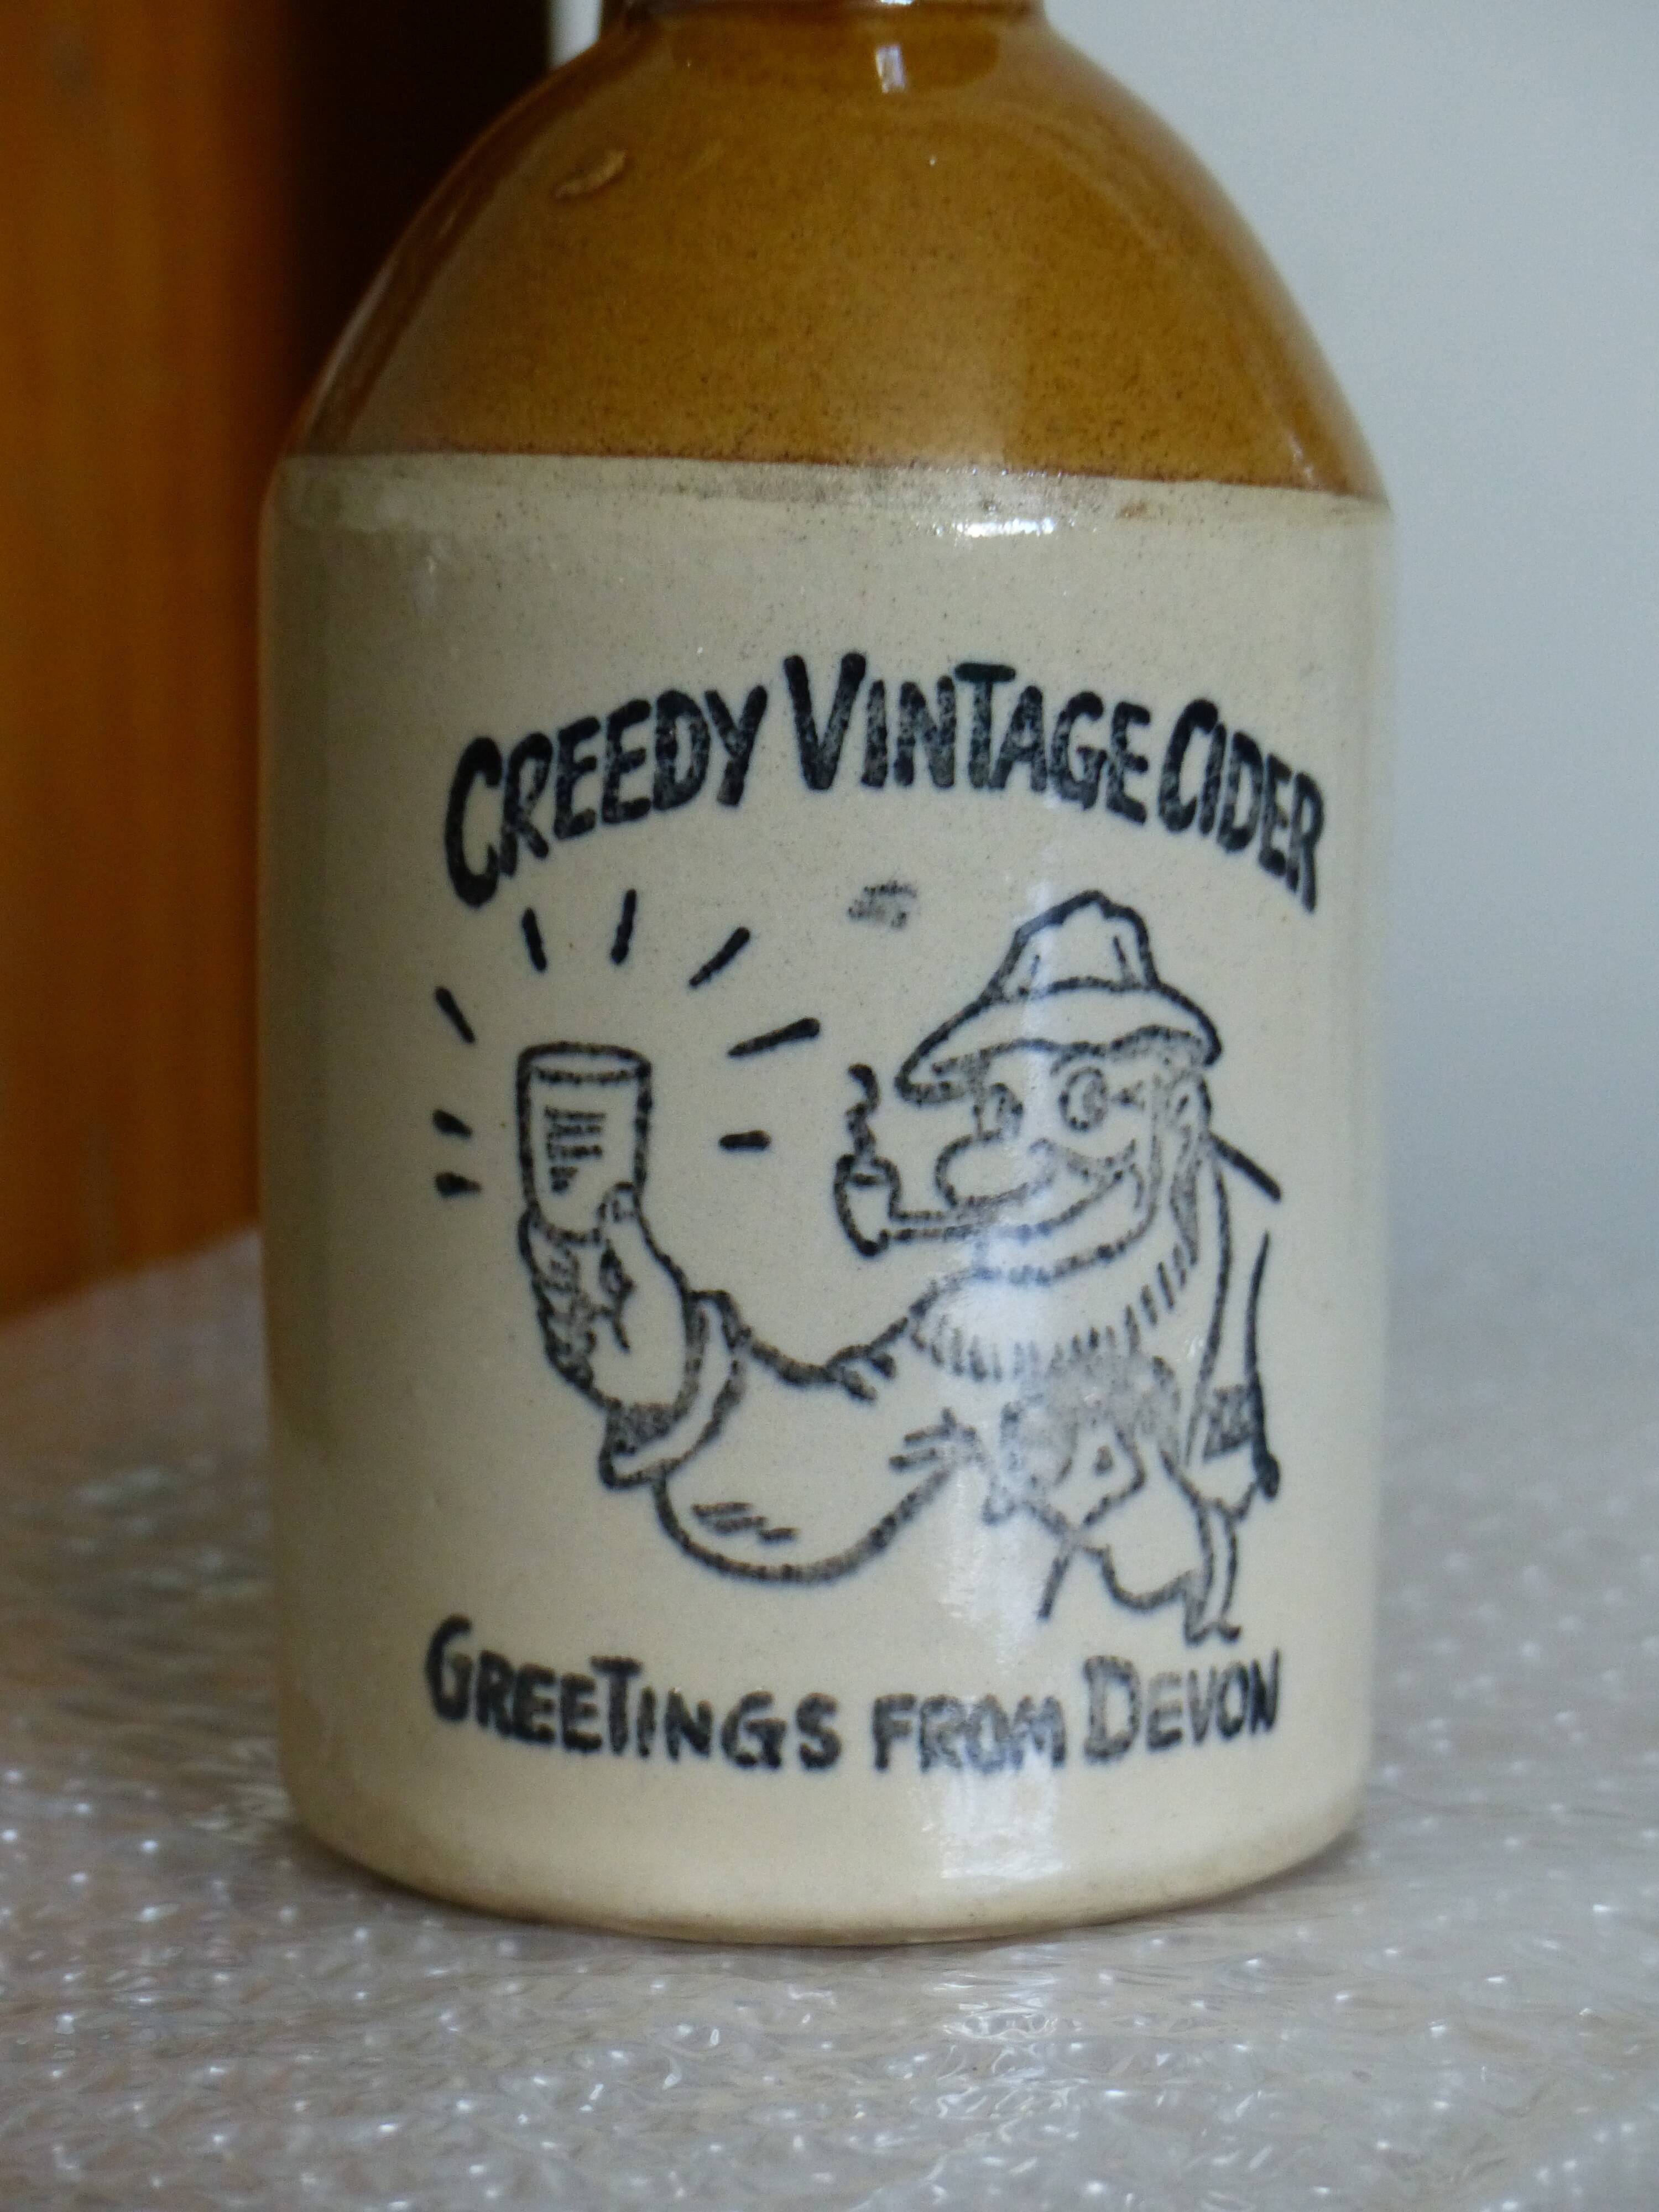 CREEDY VINTAGE CIDER
GREETINGS FROM DEVON